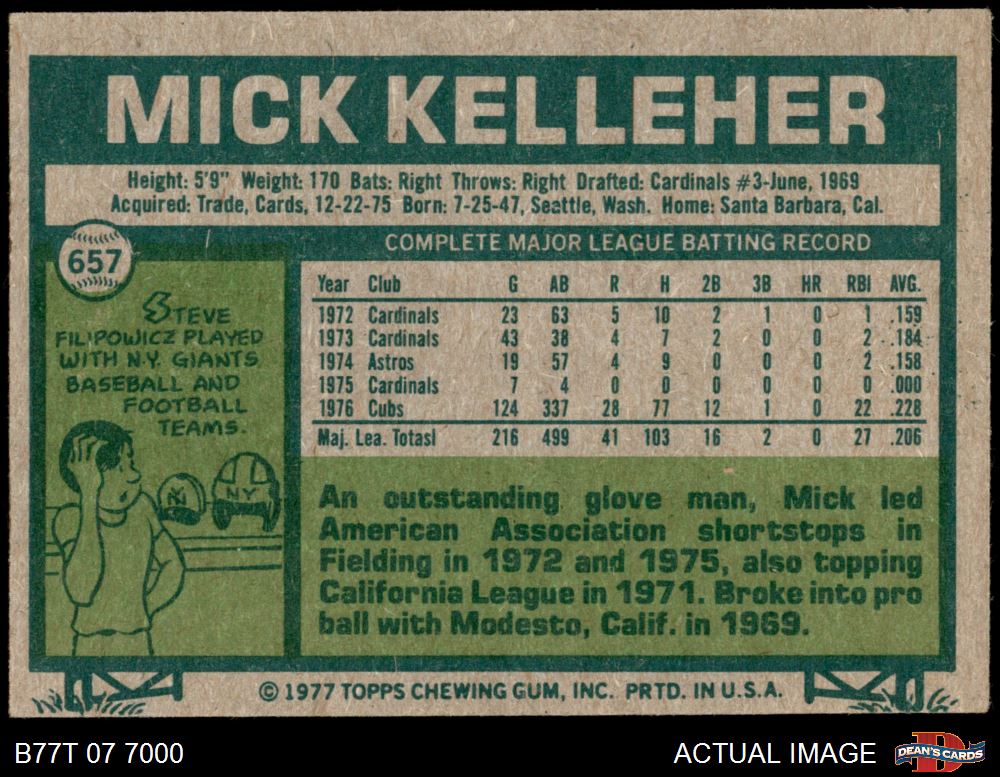 MICK KELLEHER
Height: 5'9" Weight: 170 Bats: Right Throws: Right Drafted: Cardinals #3-June, 1969
Acquired: Trade, Cards, 12-22-75 Born: 7-25-47, Seattle, Wash. Home: Santa Barbara, Cal.
657
COMPLETE MAJOR LEAGUE BATTING RECORD
STEVE
FILIPOWICZ PLAYED
WITH N.Y. GIANTS
BASEBALL AND
FOOTBALL
TEAMS.
NY
NY
Year Club G AB R H 2B 3B HR RBI AVG.
1972 Cardinals 23 63 5 10 2 1 0 1 .159
1973 Cardinals 43 38 4 7 2 0 0 2 .184
1974 Astros 19 57 4 9 0 0 0 2 .158
1975 Cardinals 7 4 0 0 0 0 0 0 .000
1976 Cubs 124 337 28 77 12 1 0 22 .228
Maj. Lea. Totasl 216 499 41 103 16 2 0 27 .206
An outstanding glove man, Mick led
American Association shortstops in
Fielding in 1972 and 1975, also topping
California League in 1971. Broke into pro
ball with Modesto, Calif. in 1969.
© 1977 TOPPS CHEWING GUM, INC. PRTD. IN U.S.A.
B77T 07 7000
ACTUAL IMAGE
D
DEAN'S CARDS